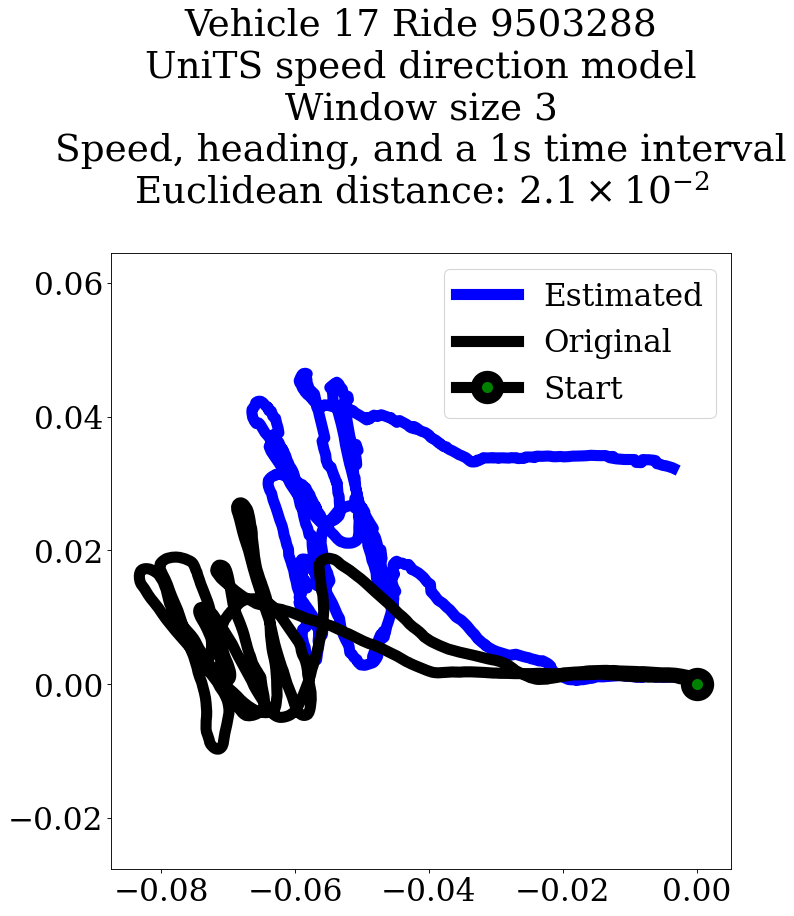 Vehicle 17 Ride 9503288
UniTS speed direction model
Window size 3
Speed, heading, and a 1s time interval
Euclidean distance: 2.1 × 10⁻²
Estimated
Original
Start
0.06
0.04
0.02
0.00
−0.02
−0.08 −0.06 −0.04 −0.02 0.00